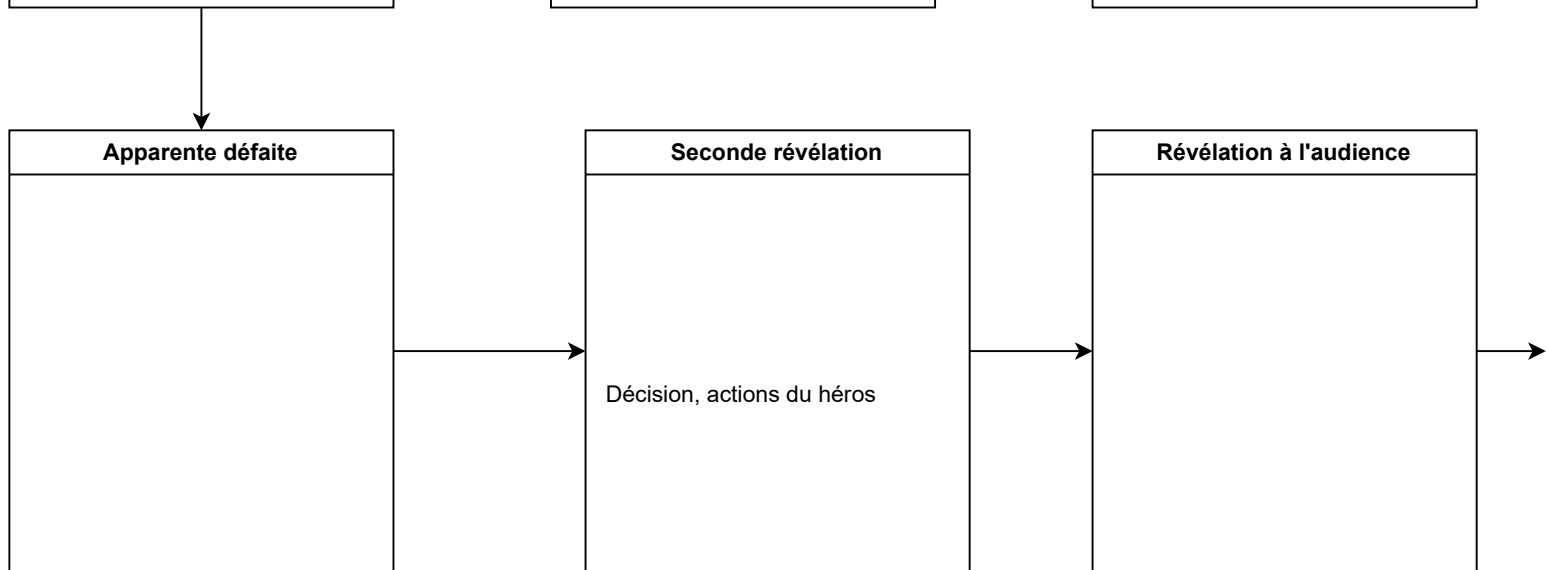 Apparente défaite
Seconde révélation
Révélation à l'audience
Décision, actions du héros